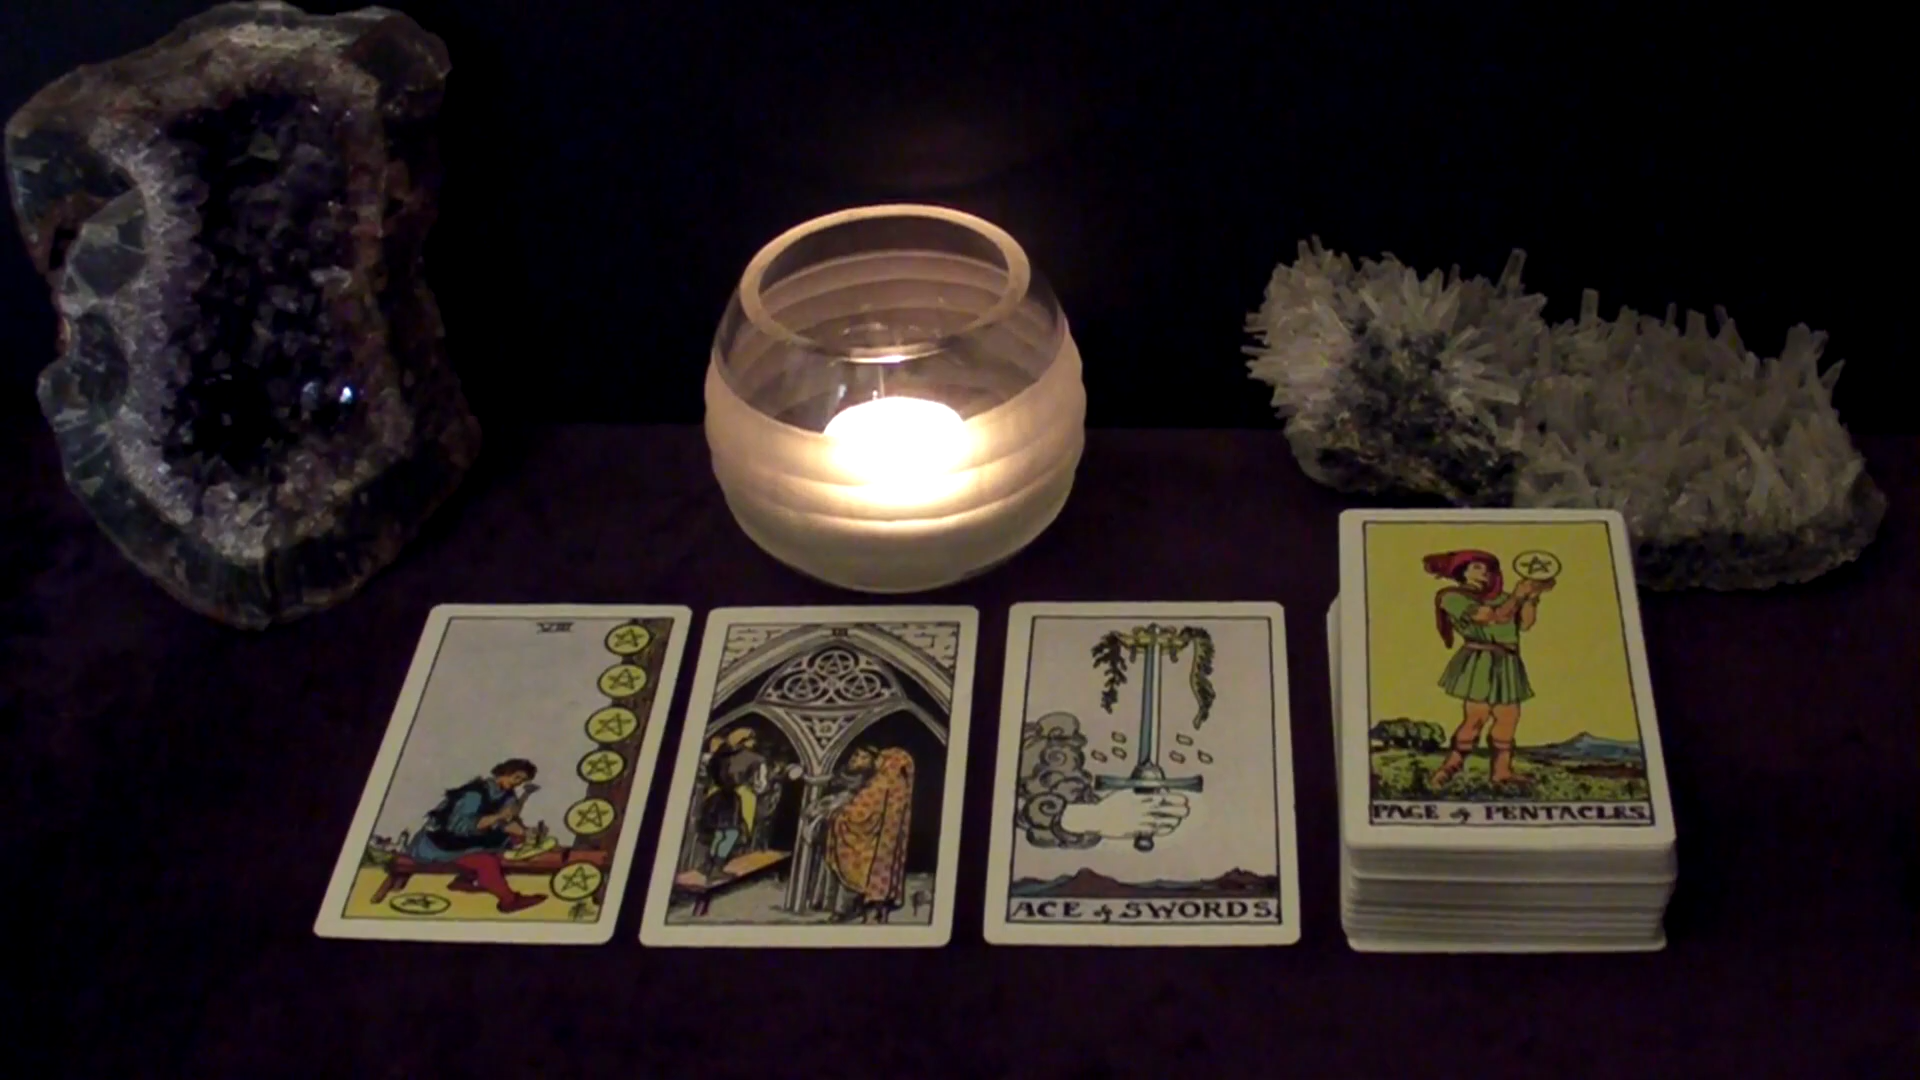 VIII
III
ACE of SWORDS.
PAGE of PENTACLES.